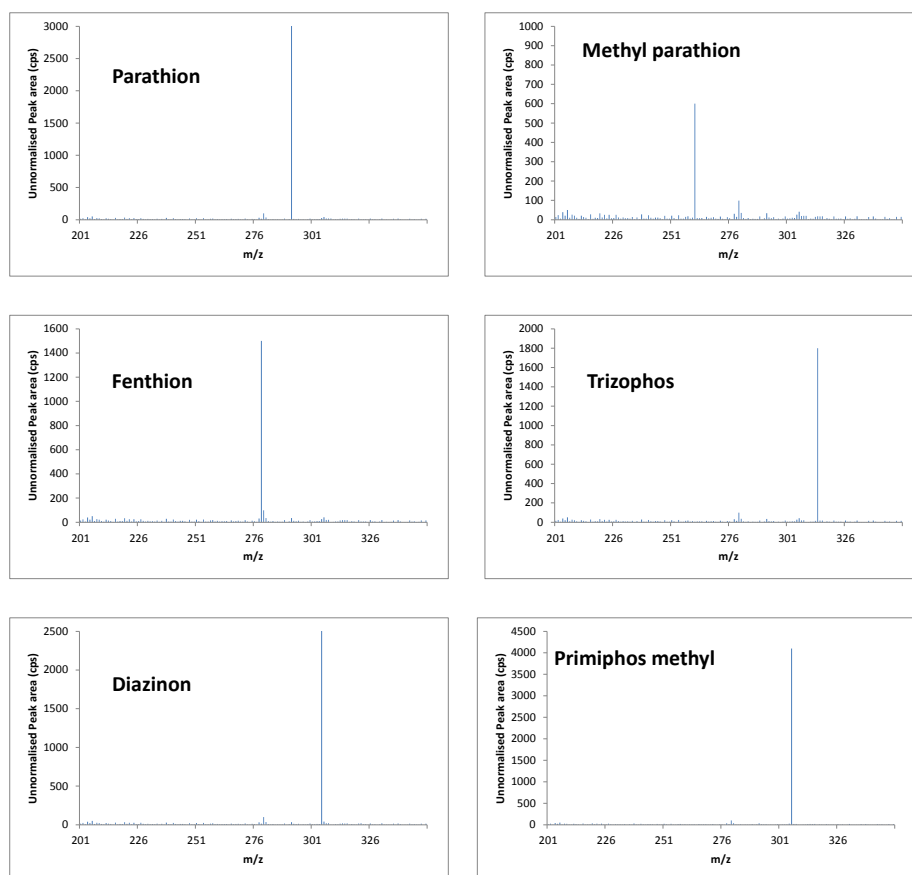 Parathion
Unnormalised Peak area (cps)
3000
2500
2000
1500
1000
500
0
201 226 251 276 301
m/z
Methyl parathion
Unnormalised Peak area (cps)
1000
900
800
700
600
500
400
300
200
100
0
201 226 251 276 301 326
m/z
Fenthion
Unnormalised Peak area (cps)
1600
1400
1200
1000
800
600
400
200
0
201 226 251 276 301 326
m/z
Trizophos
Unnormalised Peak area (cps)
2000
1800
1600
1400
1200
1000
800
600
400
200
0
201 226 251 276 301 326
m/z
Diazinon
Unnormalised Peak area (cps)
2500
2000
1500
1000
500
0
201 226 251 276 301 326
m/z
Primiphos methyl
Unnormalised Peak area (cps)
4500
4000
3500
3000
2500
2000
1500
1000
500
0
201 226 251 276 301 326
m/z